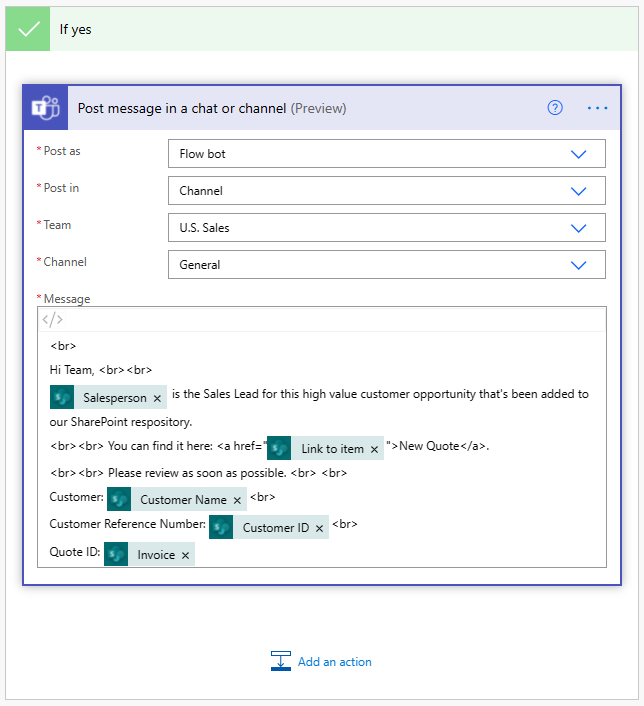 If yes
Post message in a chat or channel (Preview)
* Post as
Flow bot
* Post in
Channel
* Team
U.S. Sales
* Channel
General
* Message
</>
<br>
Hi Team, <br><br>
Salesperson × is the Sales Lead for this high value customer opportunity that's been added to
our SharePoint respository.
<br><br> You can find it here: <a href="Link to item ×">New Quote</a>.
<br><br> Please review as soon as possible. <br> <br>
Customer: Customer Name × <br>
Customer Reference Number: Customer ID × <br>
Quote ID: Invoice ×
Add an action